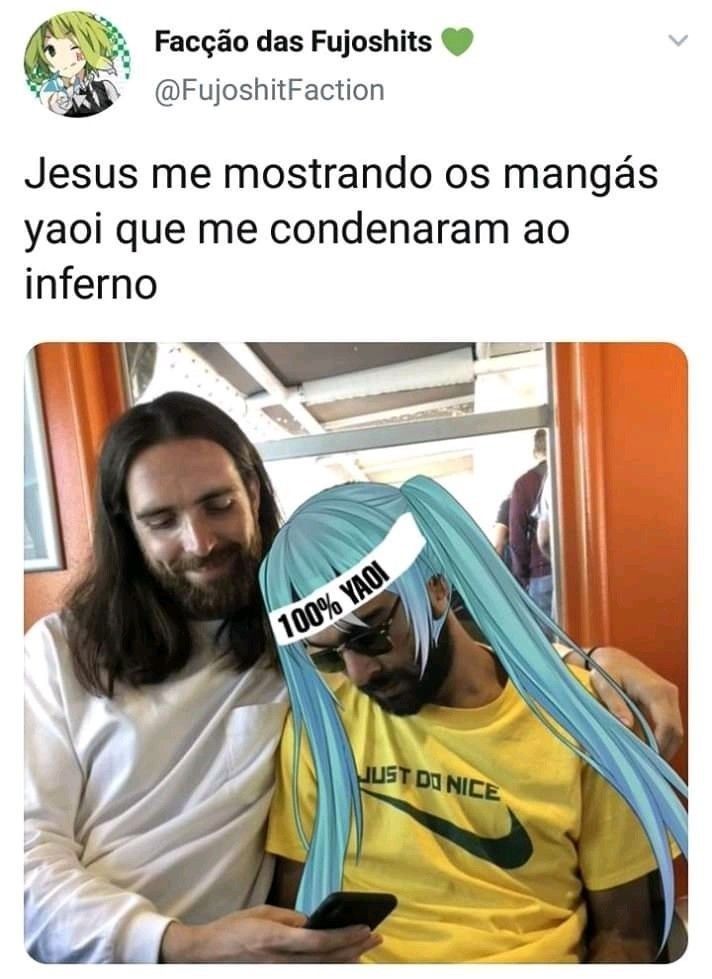 Facção das Fujoshits 💚
@FujoshitFaction
Jesus me mostrando os mangás
yaoi que me condenaram ao
inferno
100% YAOI
JUST DO NICE